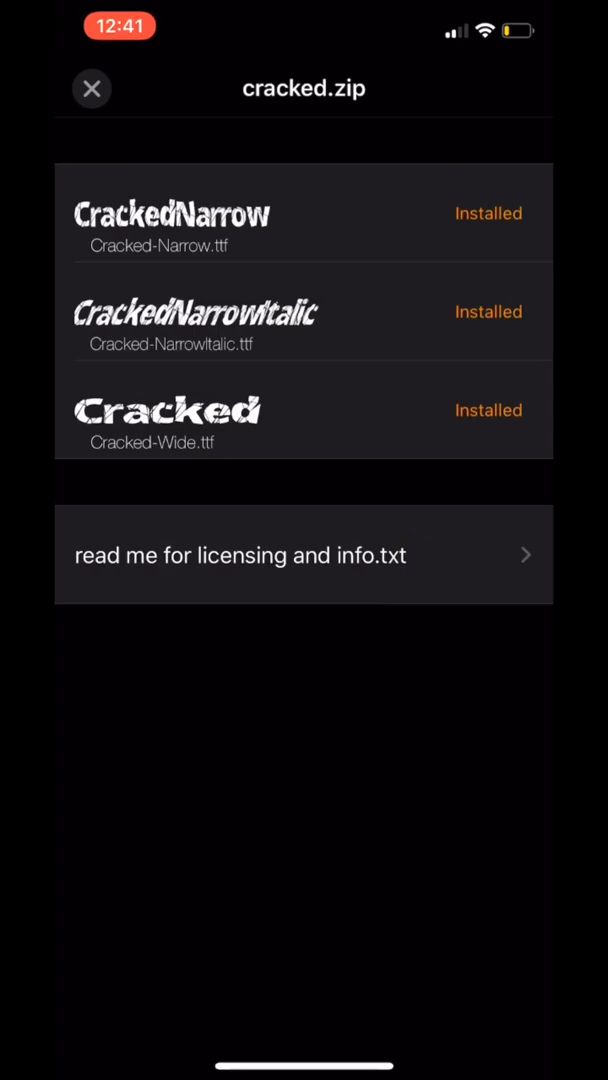 12:41
cracked.zip
CrackedNarrow
Installed
Cracked-Narrow.ttf
CrackedNarrowItalic
Installed
Cracked-NarrowItalic.ttf
Cracked
Installed
Cracked-Wide.ttf
read me for licensing and info.txt